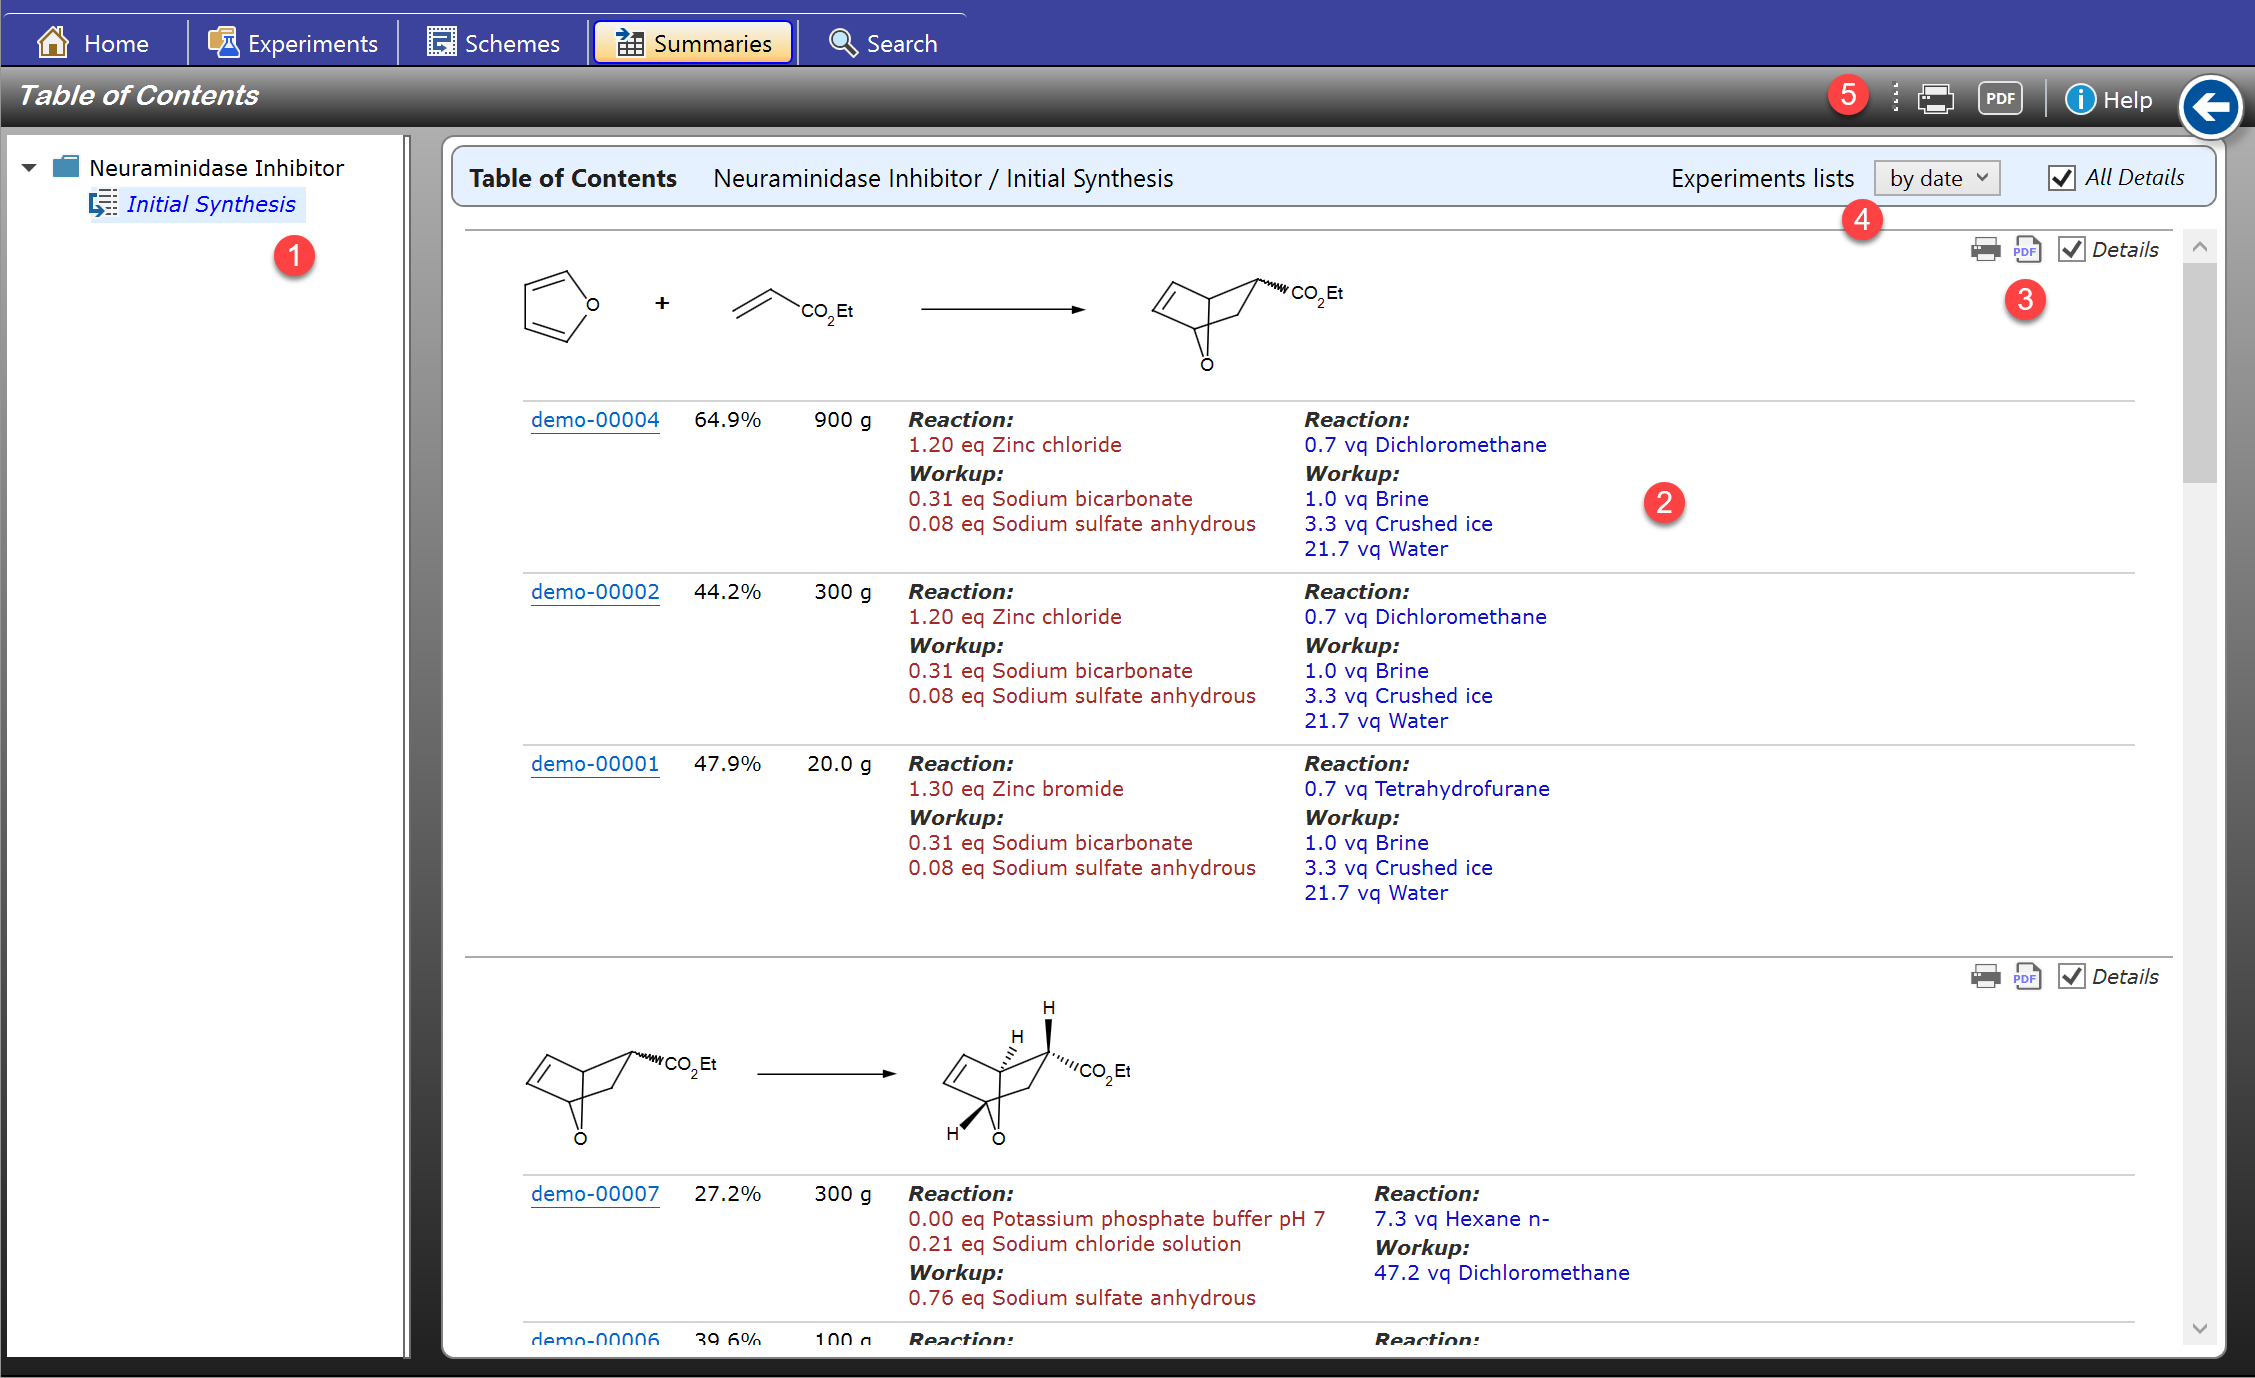 Home Experiments Schemes Summaries Search
Table of Contents
5 PDF Help
Neuraminidase Inhibitor
Initial Synthesis
1
Table of Contents Neuraminidase Inhibitor / Initial Synthesis Experiments lists by date All Details
4
PDF Details
3
O + CO2Et CO2Et
O
demo-00004 64.9% 900 g Reaction: Reaction:
1.20 eq Zinc chloride 0.7 vq Dichloromethane
Workup: Workup:
0.31 eq Sodium bicarbonate 1.0 vq Brine
2
0.08 eq Sodium sulfate anhydrous 3.3 vq Crushed ice
21.7 vq Water
demo-00002 44.2% 300 g Reaction: Reaction:
1.20 eq Zinc chloride 0.7 vq Dichloromethane
Workup: Workup:
0.31 eq Sodium bicarbonate 1.0 vq Brine
0.08 eq Sodium sulfate anhydrous 3.3 vq Crushed ice
21.7 vq Water
demo-00001 47.9% 20.0 g Reaction: Reaction:
1.30 eq Zinc bromide 0.7 vq Tetrahydrofurane
Workup: Workup:
0.31 eq Sodium bicarbonate 1.0 vq Brine
0.08 eq Sodium sulfate anhydrous 3.3 vq Crushed ice
21.7 vq Water
PDF Details
H
H
CO2Et CO2Et
O H O
demo-00007 27.2% 300 g Reaction: Reaction:
0.00 eq Potassium phosphate buffer pH 7 7.3 vq Hexane n-
0.21 eq Sodium chloride solution Workup:
Workup: 47.2 vq Dichloromethane
0.76 eq Sodium sulfate anhydrous
demo-00006 39.6% 100 g Reaction: Reaction: